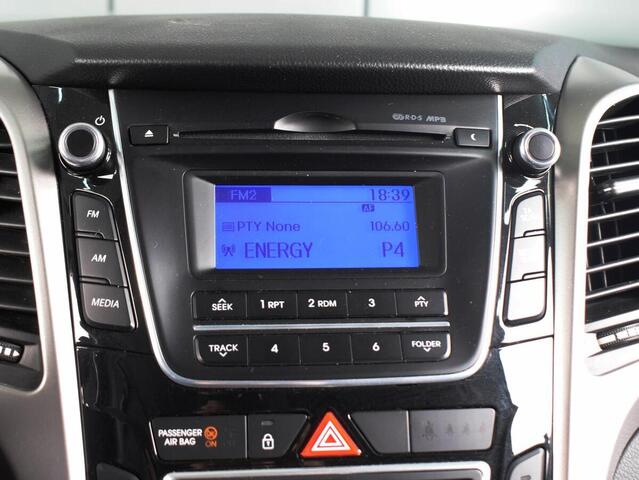 RDS MP3
FM2 18:39
AF
PTY None 106.60
ENERGY P4
FM
AM
MEDIA
SEEK 1 RPT 2 RDM 3 PTY
TRACK 4 5 6 FOLDER
PASSENGER
AIR BAG ON